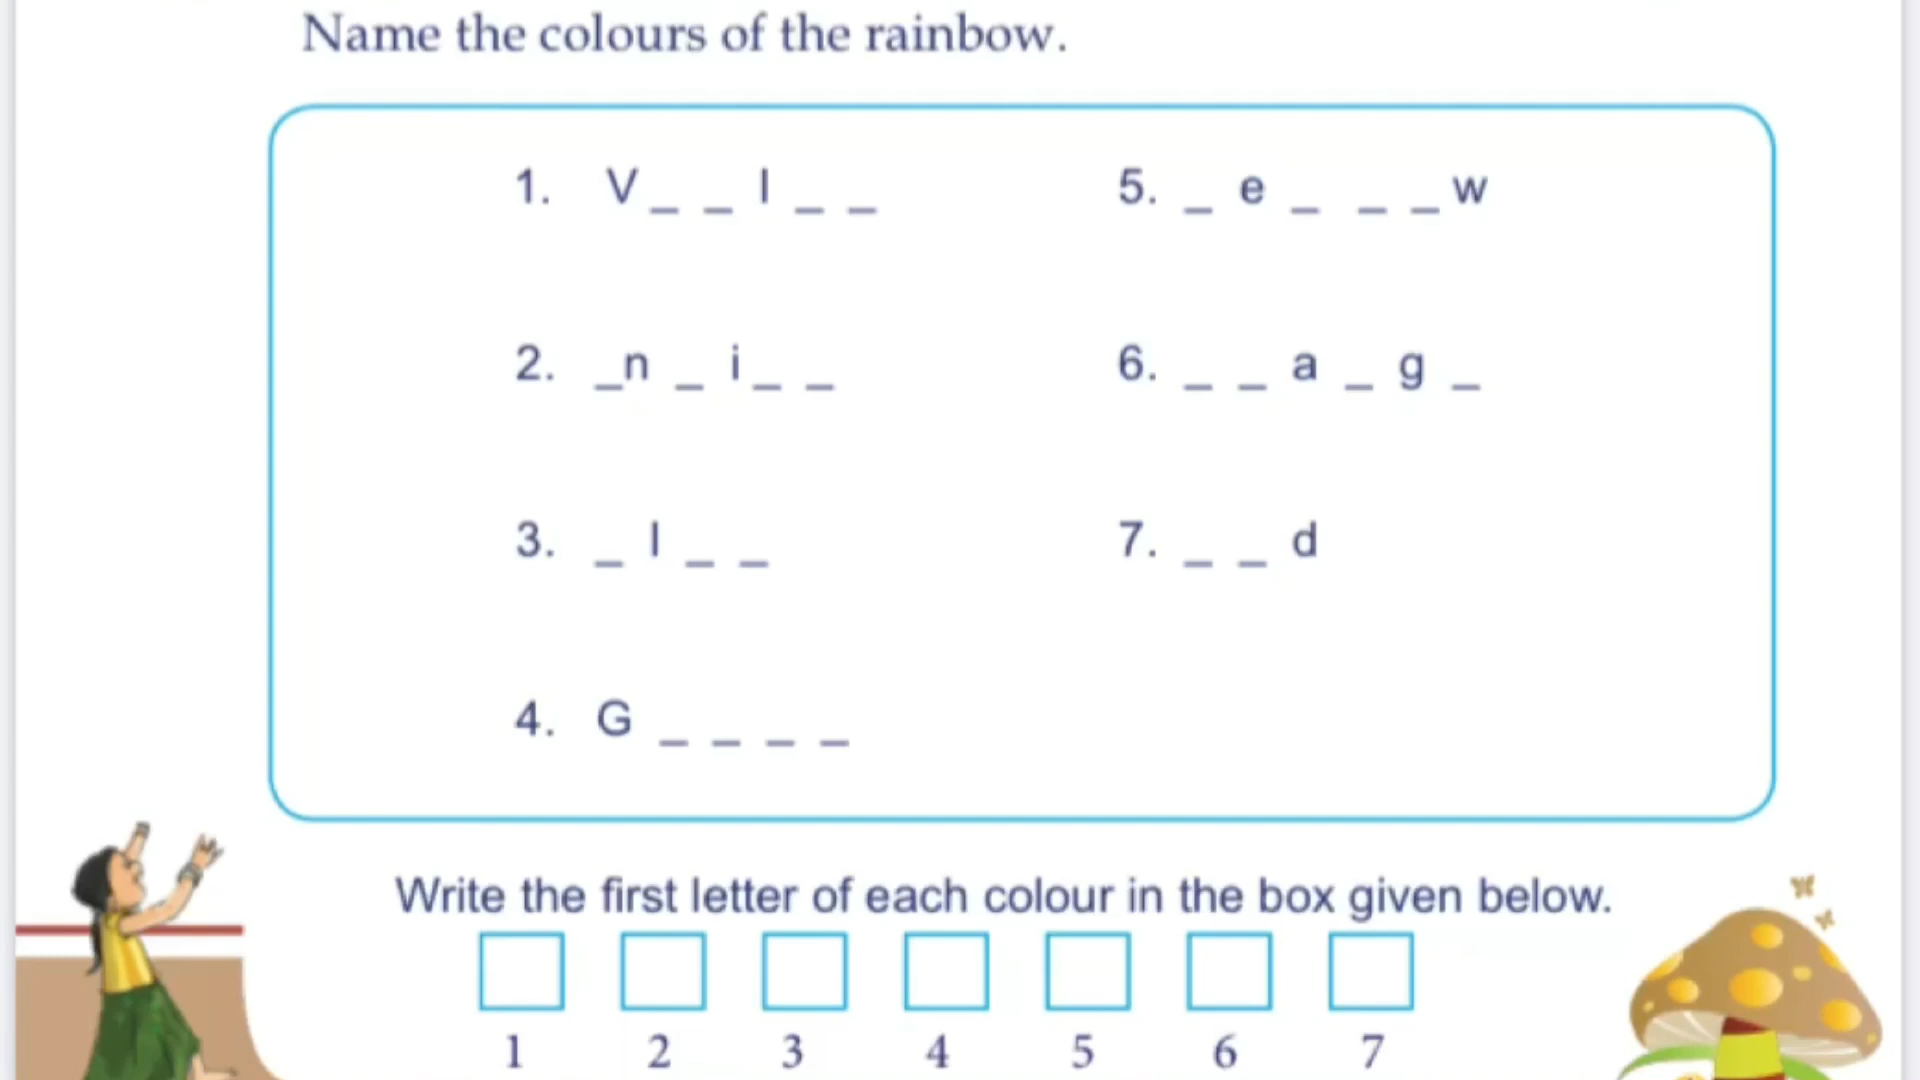 Name the colours of the rainbow.
1. V _ _ l _ _
5. _ e _ _ _ w
2. _ n _ i _ _
6. _ _ a _ g _
3. _ l _ _
7. _ _ d
4. G _ _ _ _
Write the first letter of each colour in the box given below.
1 2 3 4 5 6 7